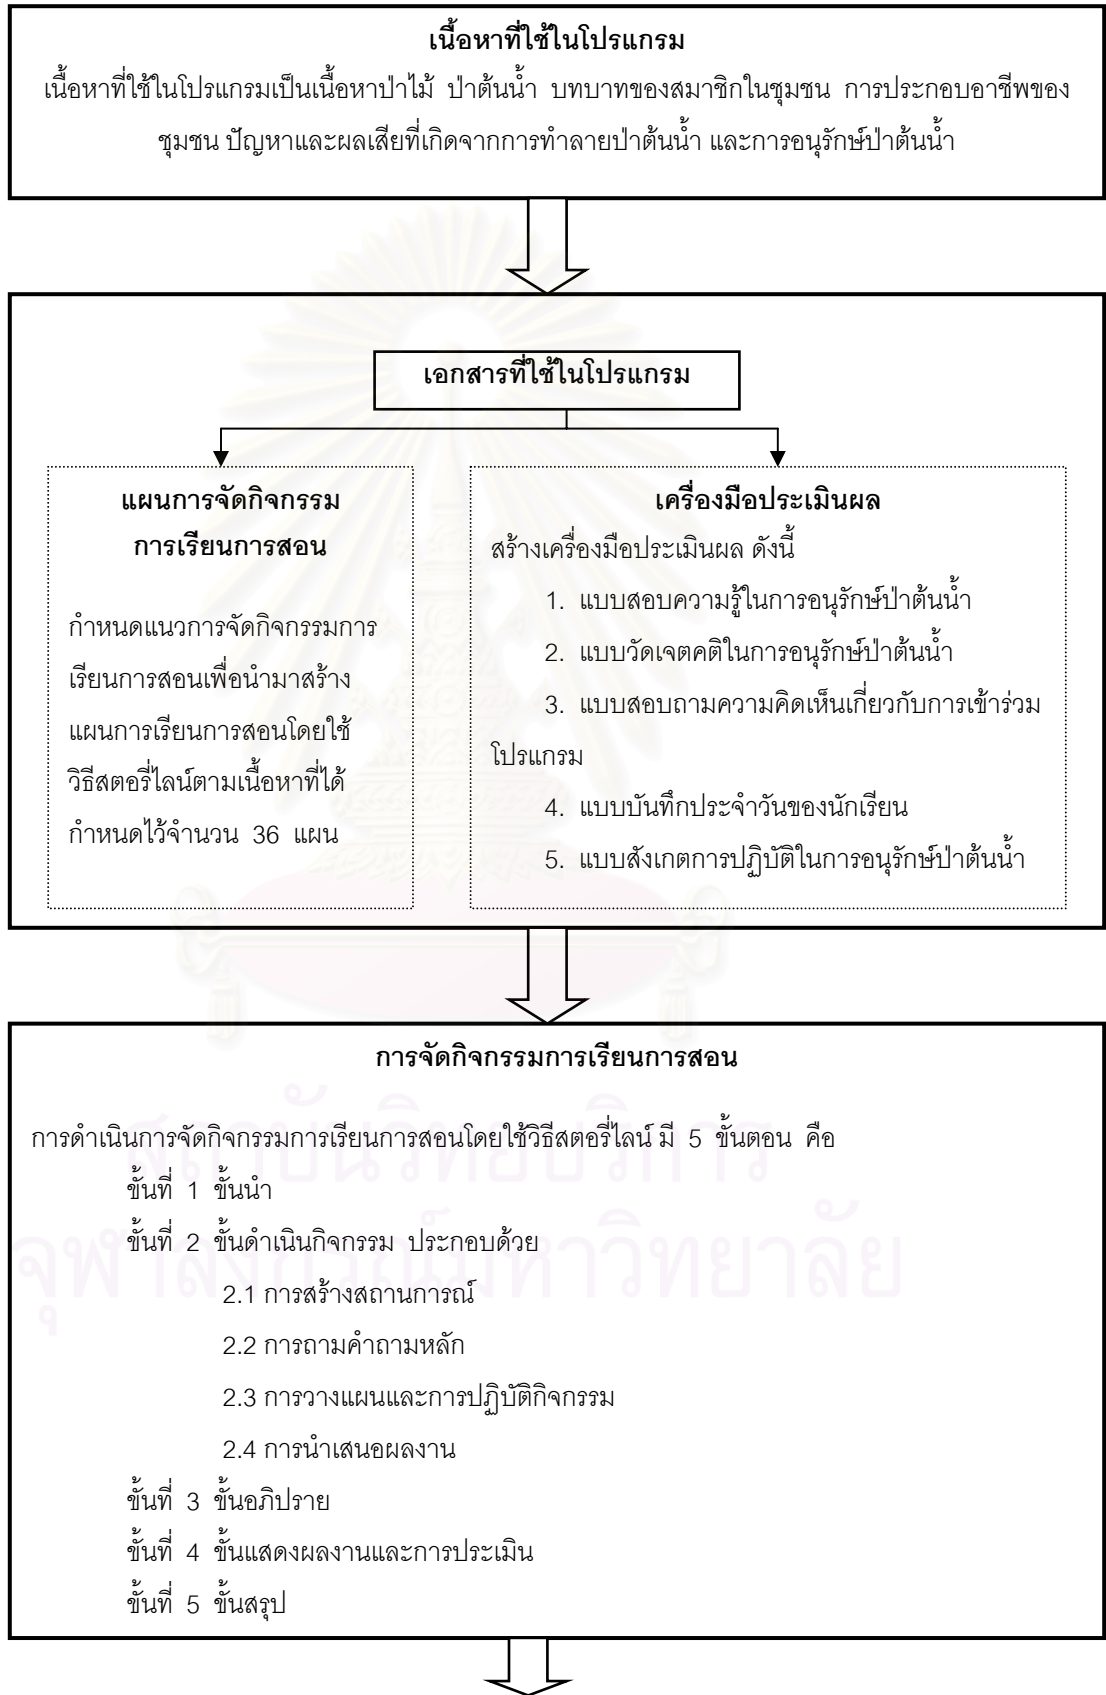 เนื้อหาที่ใช้ในโปรแกรม
เนื้อหาที่ใช้ในโปรแกรมเป็นเนื้อหาป่าไม้ ป่าต้นน้ำ บทบาทของสมาชิกในชุมชน การประกอบอาชีพของ
ชุมชน ปัญหาและผลเสียที่เกิดจากการทำลายป่าต้นน้ำ และการอนุรักษ์ป่าต้นน้ำ
เอกสารที่ใช้ในโปรแกรม
แผนการจัดกิจกรรม
การเรียนการสอน
กำหนดแนวการจัดกิจกรรมการ
เรียนการสอนเพื่อนำมาสร้าง
แผนการเรียนการสอนโดยใช้
วิธีสตอรี่ไลน์ตามเนื้อหาที่ได้
กำหนดไว้จำนวน 36 แผน
เครื่องมือประเมินผล
สร้างเครื่องมือประเมินผล ดังนี้
1. แบบสอบความรู้ในการอนุรักษ์ป่าต้นน้ำ
2. แบบวัดเจตคติในการอนุรักษ์ป่าต้นน้ำ
3. แบบสอบถามความคิดเห็นเกี่ยวกับการเข้าร่วม
โปรแกรม
4. แบบบันทึกประจำวันของนักเรียน
5. แบบสังเกตการปฏิบัติในการอนุรักษ์ป่าต้นน้ำ
การจัดกิจกรรมการเรียนการสอน
การดำเนินการจัดกิจกรรมการเรียนการสอนโดยใช้วิธีสตอรี่ไลน์ มี 5 ขั้นตอน คือ
ขั้นที่ 1 ขั้นนำ
ขั้นที่ 2 ขั้นดำเนินกิจกรรม ประกอบด้วย
2.1 การสร้างสถานการณ์
2.2 การถามคำถามหลัก
2.3 การวางแผนและการปฏิบัติกิจกรรม
2.4 การนำเสนอผลงาน
ขั้นที่ 3 ขั้นอภิปราย
ขั้นที่ 4 ขั้นแสดงผลงานและการประเมิน
ขั้นที่ 5 ขั้นสรุป
สถาบันวิทยบริการ
จุฬาลงกรณ์มหาวิทยาลัย